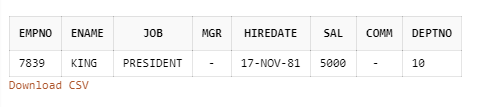 EMPNO ENAME JOB MGR HIREDATE SAL COMM DEPTNO
7839 KING PRESIDENT - 17-NOV-81 5000 - 10
Download CSV